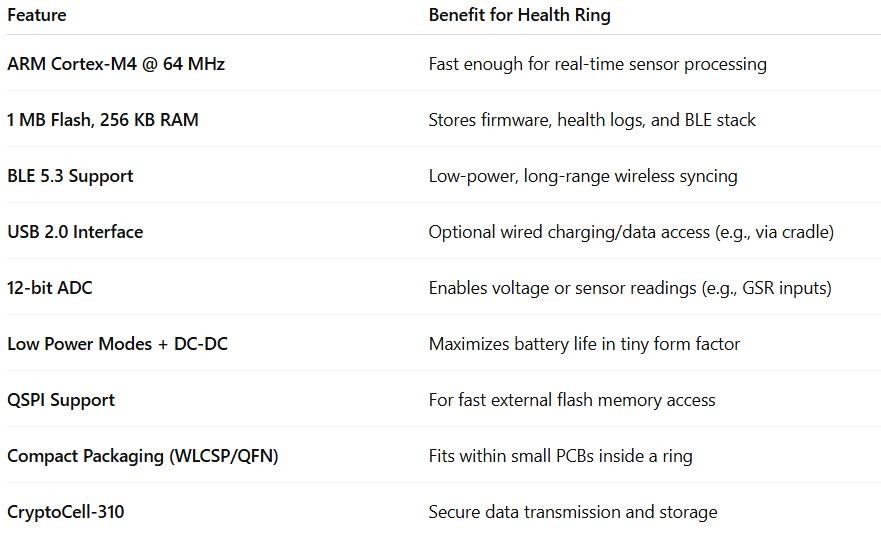 Feature Benefit for Health Ring
ARM Cortex-M4 @ 64 MHz Fast enough for real-time sensor processing
1 MB Flash, 256 KB RAM Stores firmware, health logs, and BLE stack
BLE 5.3 Support Low-power, long-range wireless syncing
USB 2.0 Interface Optional wired charging/data access (e.g., via cradle)
12-bit ADC Enables voltage or sensor readings (e.g., GSR inputs)
Low Power Modes + DC-DC Maximizes battery life in tiny form factor
QSPI Support For fast external flash memory access
Compact Packaging (WLCSP/QFN) Fits within small PCBs inside a ring
CryptoCell-310 Secure data transmission and storage